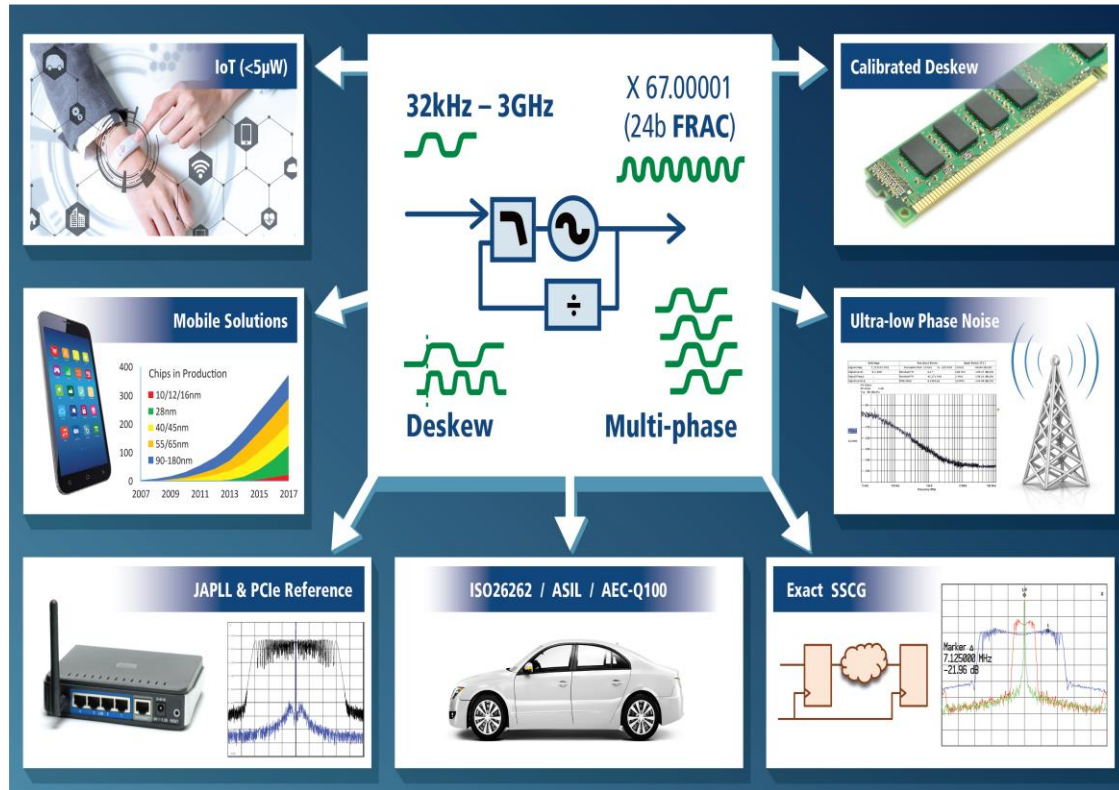 IoT (<5µW)
32kHz – 3GHz
X 67.00001
(24b FRAC)
÷
Deskew
Multi-phase
Calibrated Deskew
Mobile Solutions
Chips in Production
400
300
200
100
0
10/12/16nm
28nm
40/45nm
55/65nm
90-180nm
2007 2009 2011 2013 2015 2017
Ultra-low Phase Noise
JAPLL & PCIe Reference
ISO26262 / ASIL / AEC-Q100
Exact SSCG
Marker Δ
7.125000 MHz
-21.96 dB